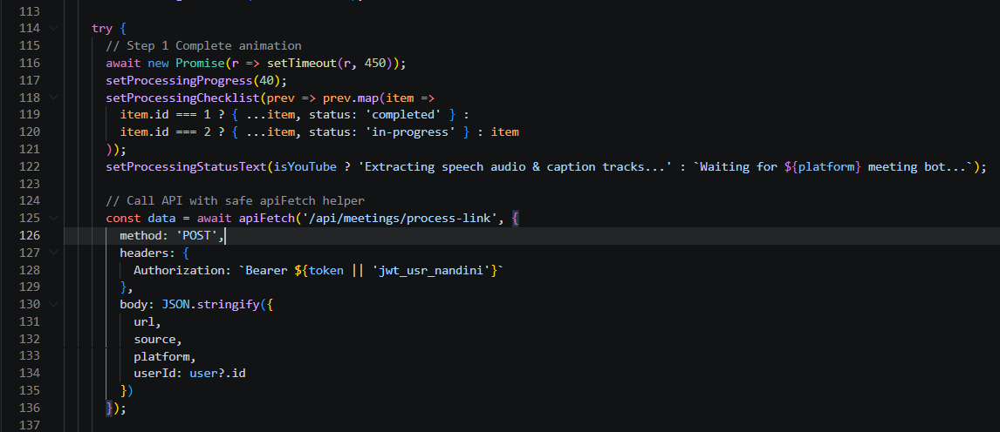 113
114 try {
115 // Step 1 Complete animation
116 await new Promise(r => setTimeout(r, 450));
117 setProcessingProgress(40);
118 setProcessingChecklist(prev => prev.map(item =>
119 item.id === 1 ? { ...item, status: 'completed' } :
120 item.id === 2 ? { ...item, status: 'in-progress' } : item
121 ));
122 setProcessingStatusText(isYouTube ? 'Extracting speech audio & caption tracks...' : `Waiting for ${platform} meeting bot...`);
123
124 // Call API with safe apiFetch helper
125 const data = await apiFetch('/api/meetings/process-link', {
126 method: 'POST',
127 headers: {
128 Authorization: `Bearer ${token || 'jwt_usr_nandini'}`
129 },
130 body: JSON.stringify({
131 url,
132 source,
133 platform,
134 userId: user?.id
135 })
136 });
137